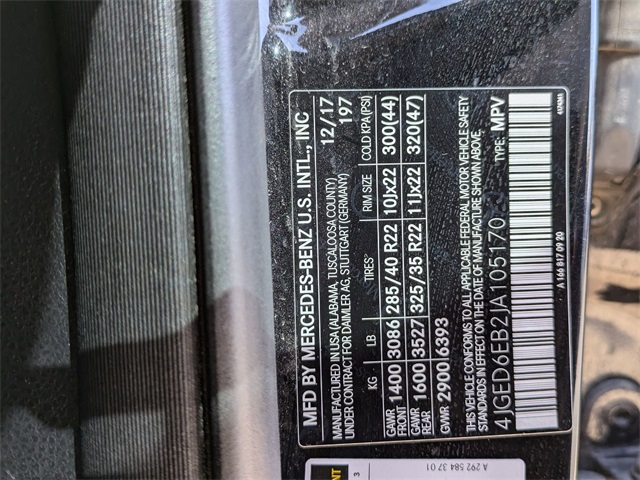 MFD BY MERCEDES-BENZ U.S. INTL., INC
MANUFACTURED IN USA (ALABAMA, TUSCALOOSA COUNTY) 12/17
UNDER CONTRACT FOR DAIMLER AG, STUTTGART (GERMANY) 197
KG LB TIRES RIM SIZE COLD KPA (PSI)
GAWR FRONT 1400 3086 285/40 R22 10Jx22 300(44)
GAWR REAR 1600 3527 325/35 R22 11Jx22 320(47)
GVWR 2900 6393
THIS VEHICLE CONFORMS TO ALL APPLICABLE FEDERAL MOTOR VEHICLE SAFETY
STANDARDS IN EFFECT ON THE DATE OF MANUFACTURE SHOWN ABOVE.
4JGED6EB2JA105170 TYPE: MPV
A 166 817 09 20
A 292 584 37 01
3